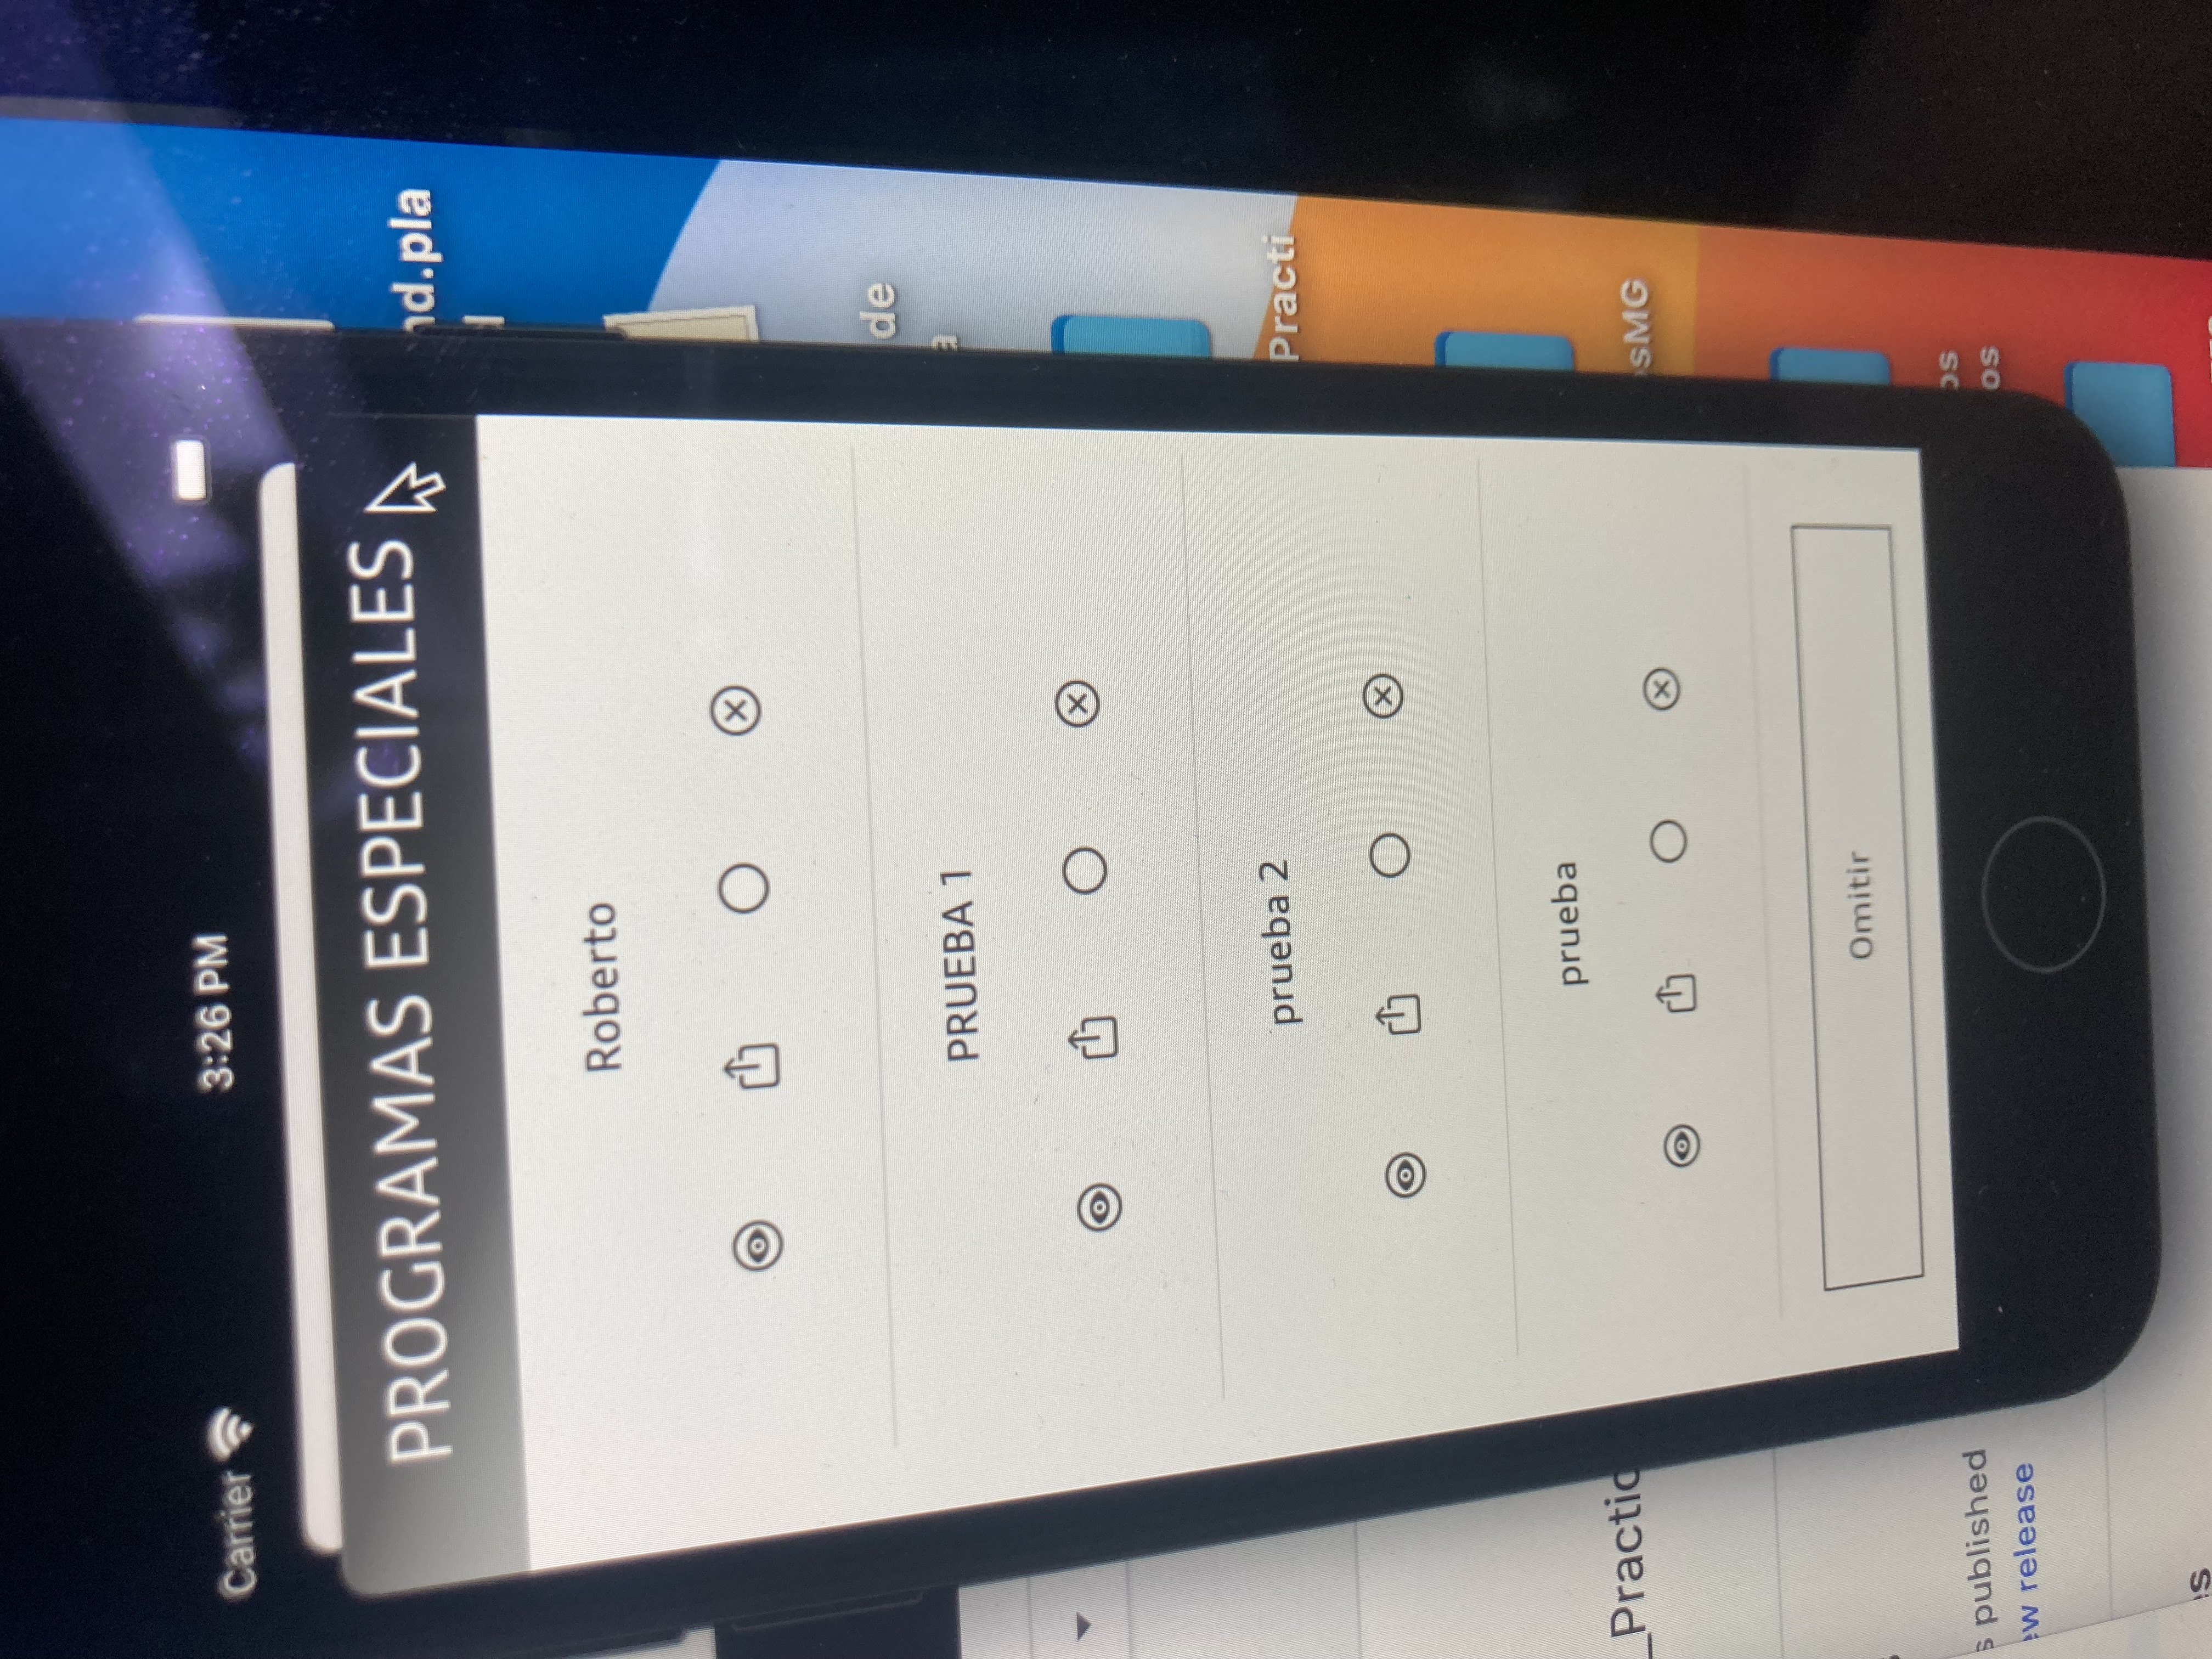 Carrier
3:26 PM
PROGRAMAS ESPECIALES
Roberto
PRUEBA 1
prueba 2
prueba
Omitir
nd.pla
de
a
Practi
_Practic
sMG
os
os
s published
ew release
s